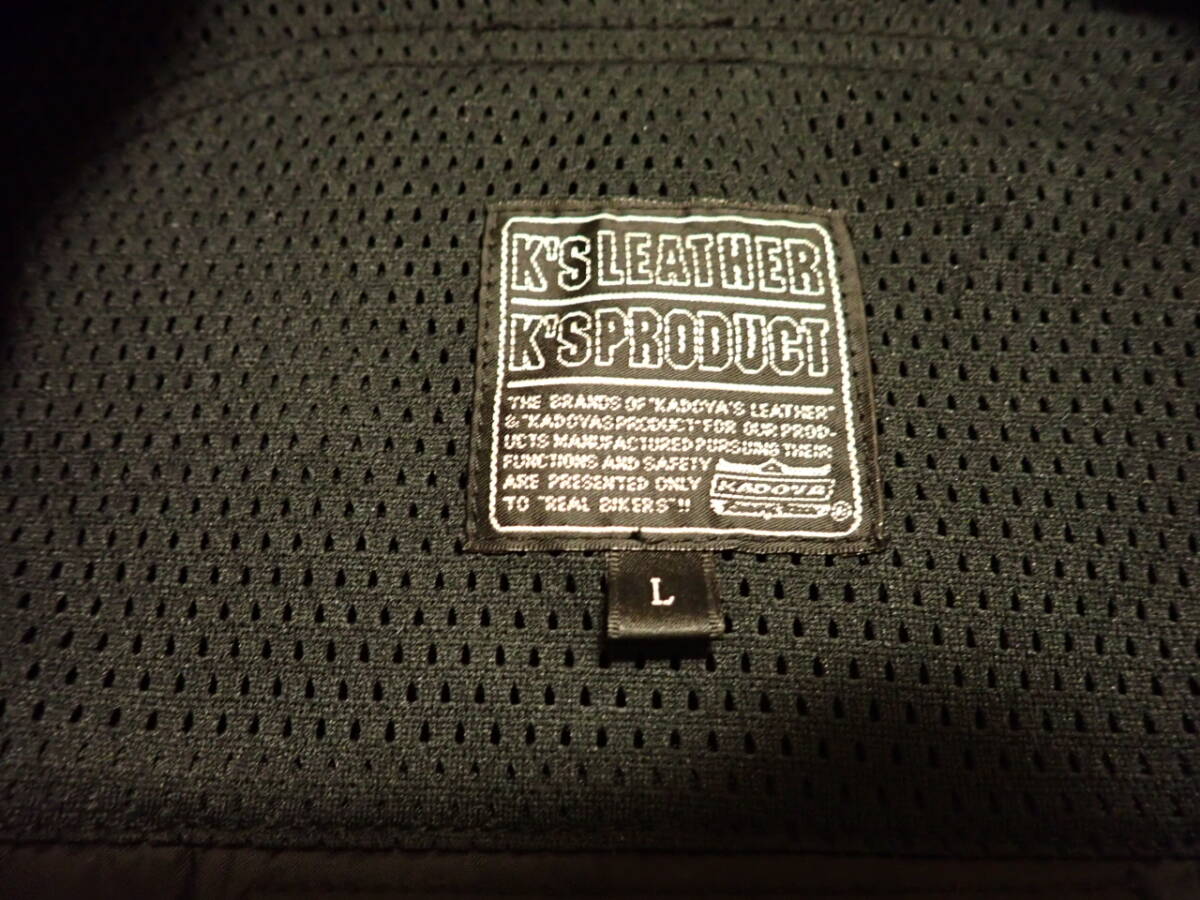 K'S LEATHER
K'S PRODUCT
THE BRANDS OF "KADOYA'S LEATHER"
& "KADOYAS PRODUCT" FOR OUR PROD-
UCTS MANUFACTURED PURSUING THEIR
FUNCTIONS AND SAFETY
ARE PRESENTED ONLY
TO "REAL BIKERS"!!
KADOYA
®
L